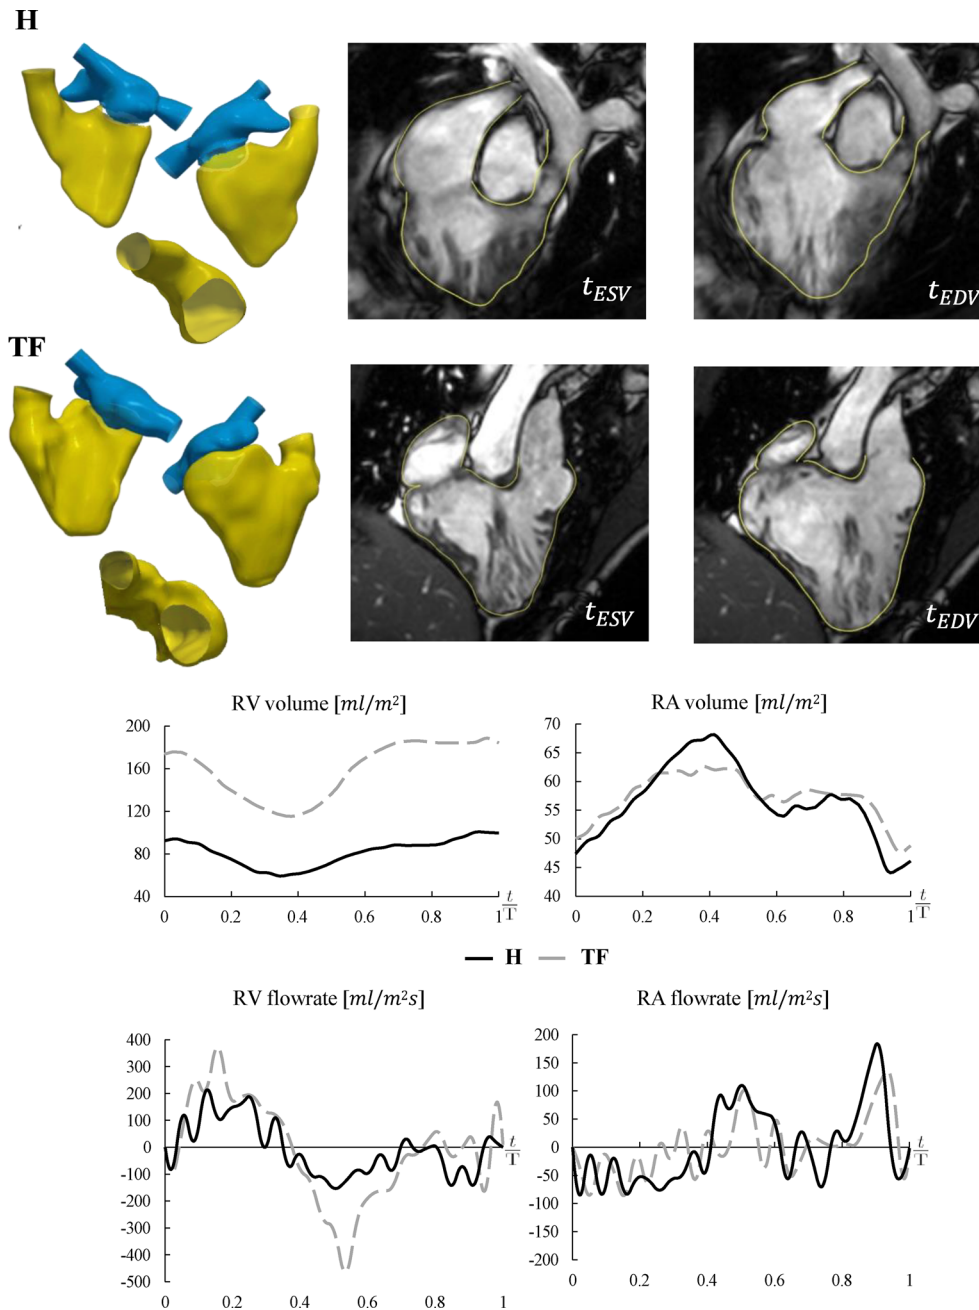 H
t_ESV
t_EDV
TF
t_ESV
t_EDV
RV volume [ml/m²]
200
160
120
80
40
0 0.2 0.4 0.6 0.8 1
t/T
RA volume [ml/m²]
70
65
60
55
50
45
40
0 0.2 0.4 0.6 0.8 1
t/T
H TF
RV flowrate [ml/m²s]
400
300
200
100
0
-100
-200
-300
-400
-500
0 0.2 0.4 0.6 0.8 1
t/T
RA flowrate [ml/m²s]
200
150
100
50
0
-50
-100
-150
-200
0 0.2 0.4 0.6 0.8 1
t/T